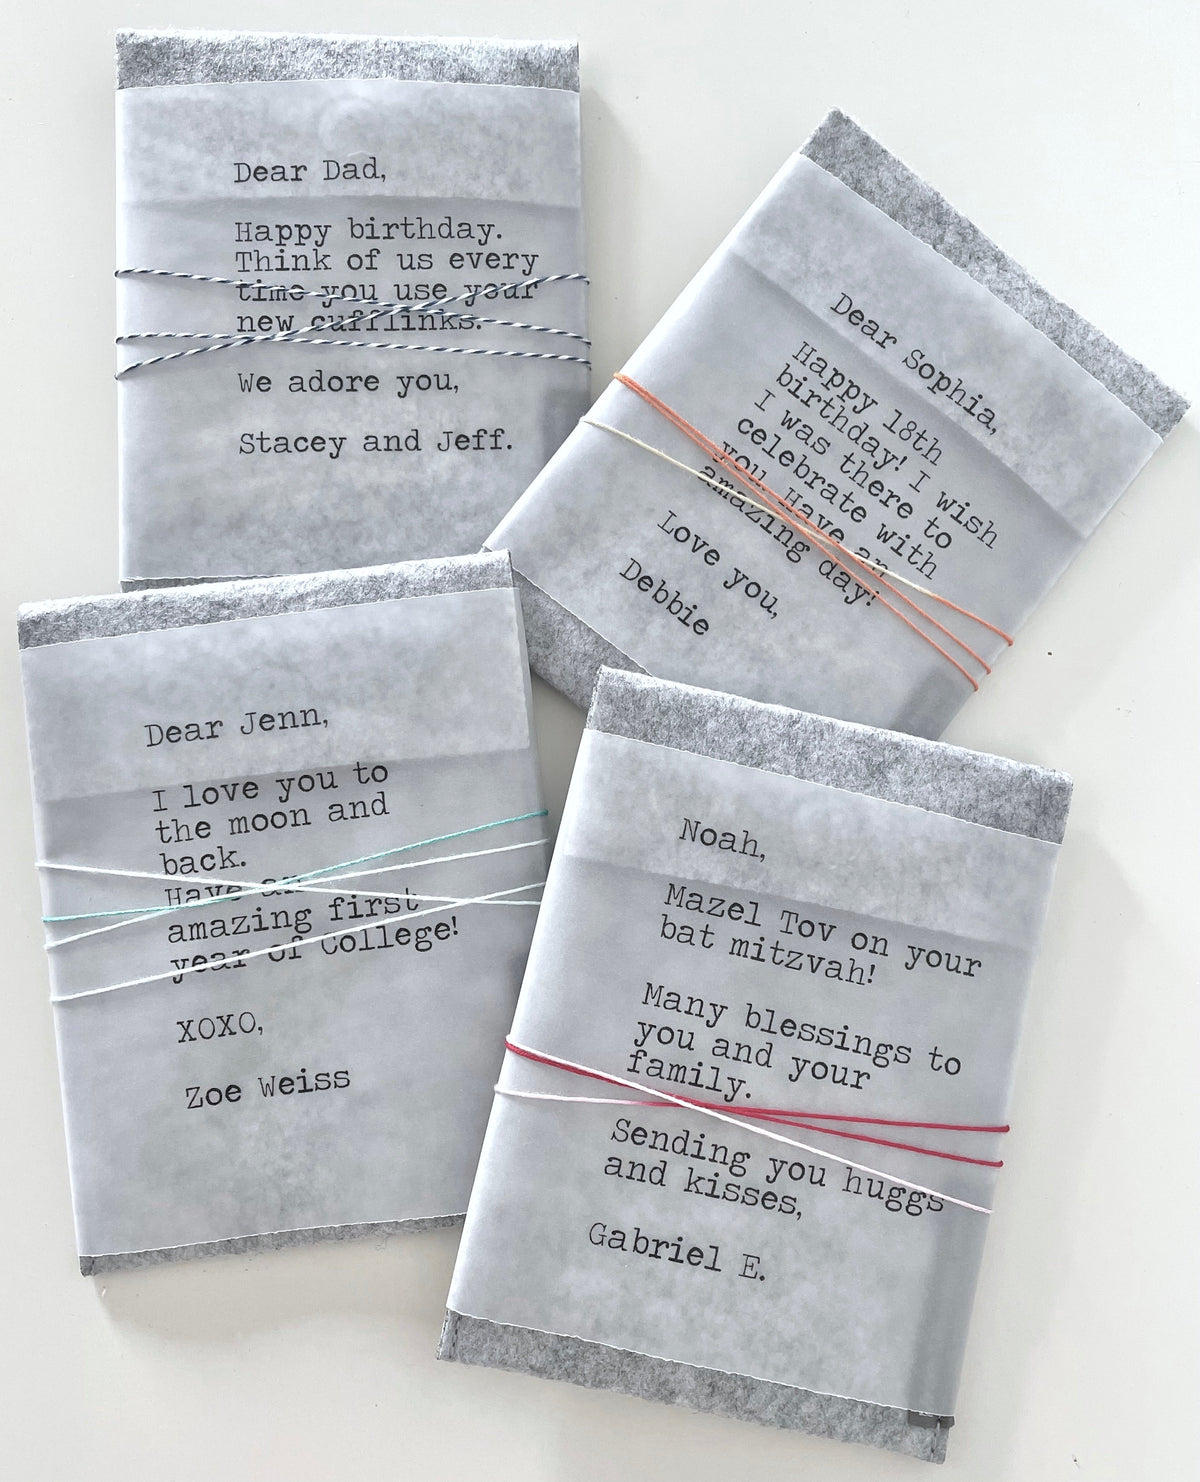 Dear Dad,
Happy birthday.
Think of us every
time you use your
new cufflinks.
We adore you,
Stacey and Jeff.
Dear Sophia,
Happy 18th
birthday! I wish
I was there to
celebrate with
you. Have an
amazing day!
Love you,
Debbie
Dear Jenn,
I love you to
the moon and
back.
Have an
amazing first
year of College!
XOXO,
Zoe Weiss
Noah,
Mazel Tov on your
bat mitzvah!
Many blessings to
you and your
family.
Sending you huggs
and kisses,
Gabriel E.